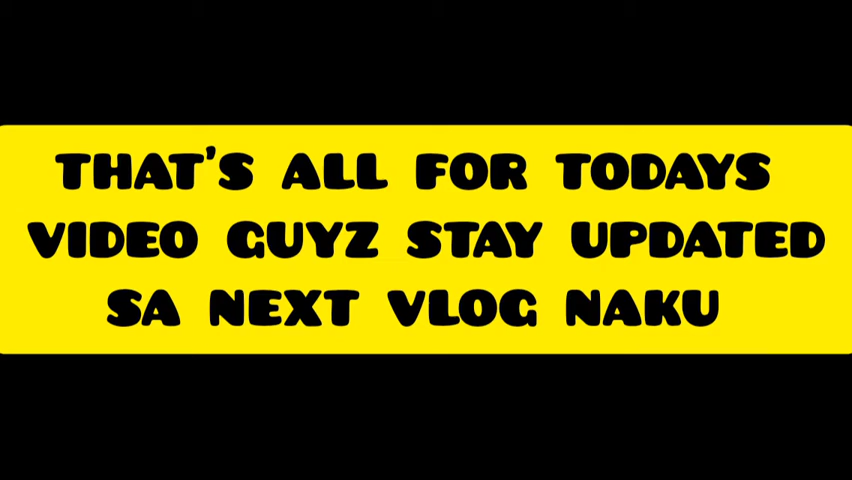 THAT'S ALL FOR TODAYS
VIDEO GUYZ STAY UPDATED
SA NEXT VLOG NAKU